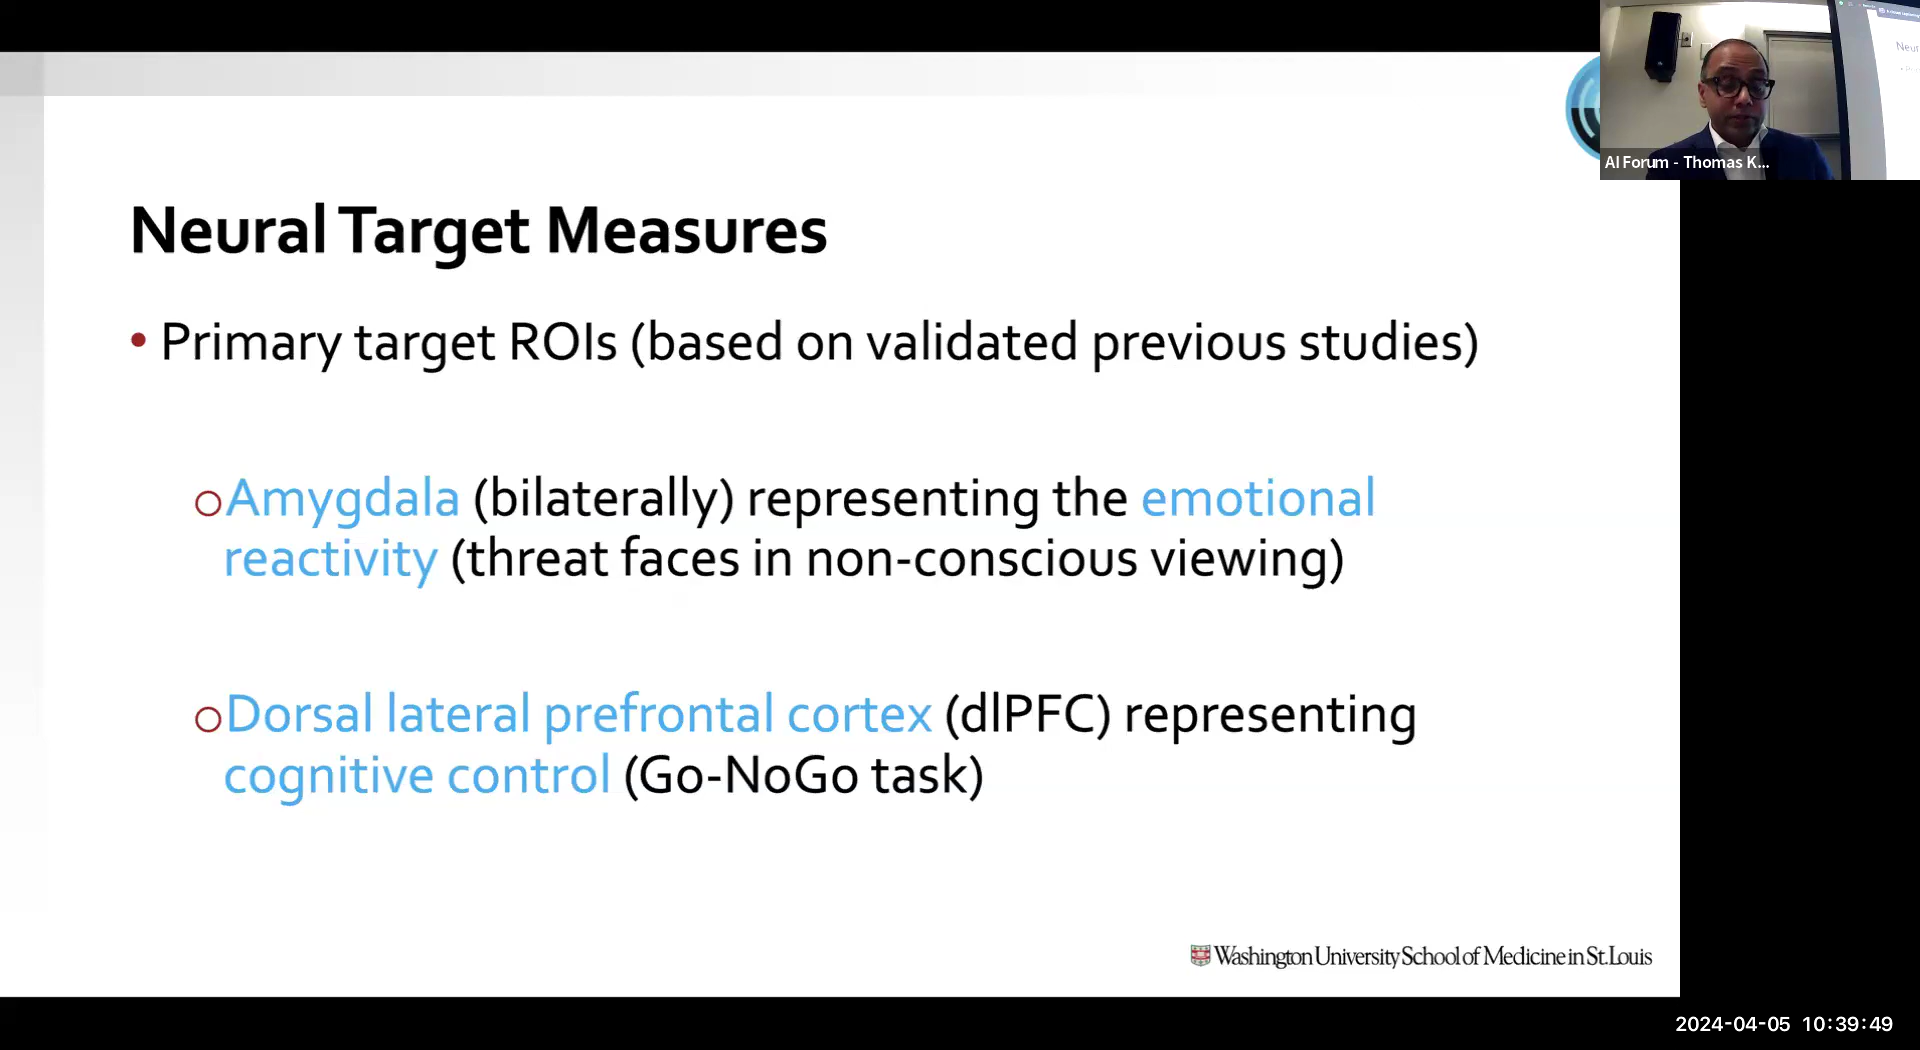 Neural Target Measures
• Primary target ROIs (based on validated previous studies)
oAmygdala (bilaterally) representing the emotional
reactivity (threat faces in non-conscious viewing)
oDorsal lateral prefrontal cortex (dlPFC) representing
cognitive control (Go-NoGo task)
Washington University School of Medicine in St. Louis
AI Forum - Thomas K...
2024-04-05 10:39:49